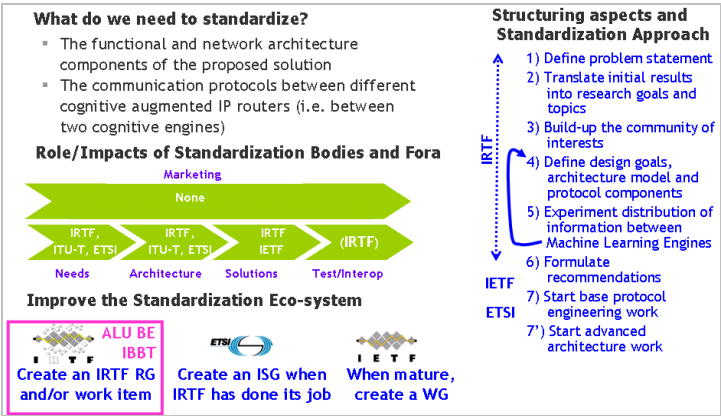 What do we need to standardize?
▪ The functional and network architecture
components of the proposed solution
▪ The communication protocols between different
cognitive augmented IP routers (i.e. between
two cognitive engines)
Role/Impacts of Standardization Bodies and Fora
Marketing
None
IRTF,
ITU-T, ETSI
IRTF,
ITU-T, ETSI
IRTF
IETF
(IRTF)
Needs
Architecture
Solutions
Test/Interop
Improve the Standardization Eco-system
IRTF
ALU BE
IBBT
Create an IRTF RG
and/or work item
ETSI
Create an ISG when
IRTF has done its job
IETF
When mature,
create a WG
Structuring aspects and
Standardization Approach
IRTF
1) Define problem statement
2) Translate initial results
into research goals and
topics
3) Build-up the community of
interests
4) Define design goals,
architecture model and
protocol components
5) Experiment distribution of
information between
Machine Learning Engines
6) Formulate
recommendations
IETF
ETSI
7) Start base protocol
engineering work
7') Start advanced
architecture work